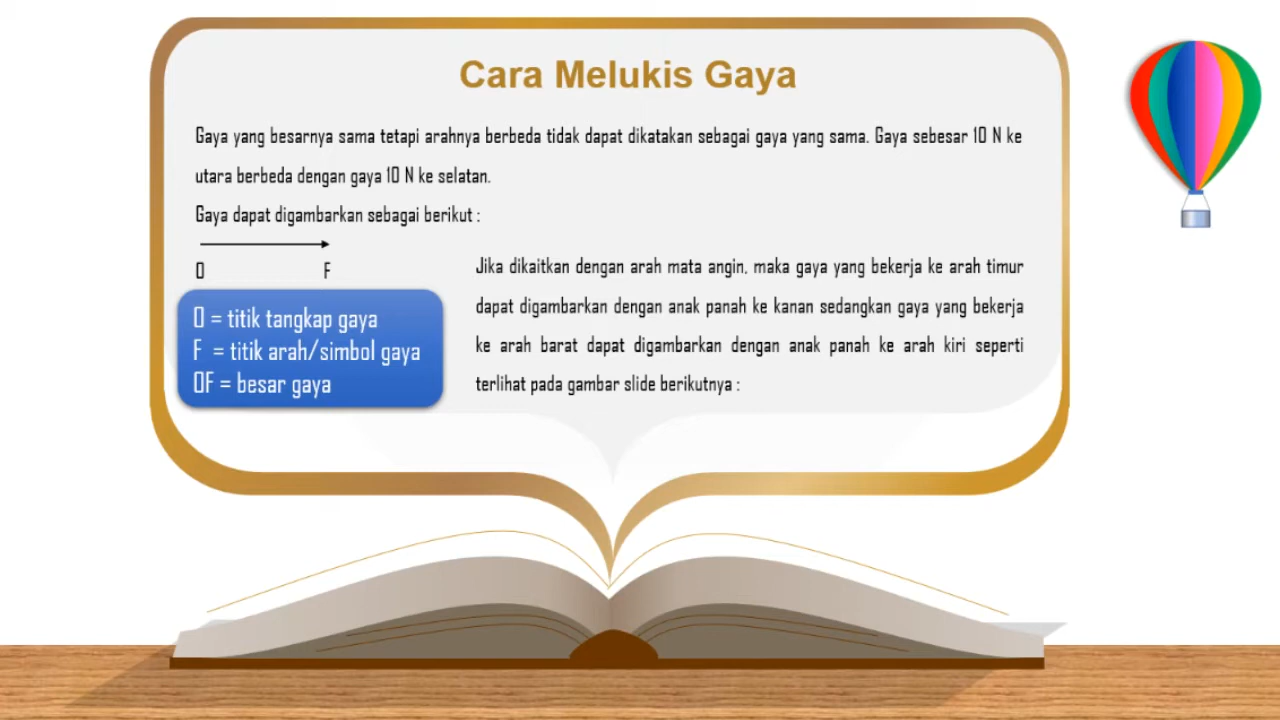 Cara Melukis Gaya
Gaya yang besarnya sama tetapi arahnya berbeda tidak dapat dikatakan sebagai gaya yang sama. Gaya sebesar 10 N ke
utara berbeda dengan gaya 10 N ke selatan.
Gaya dapat digambarkan sebagai berikut :
O F
O = titik tangkap gaya
F = titik arah/simbol gaya
OF = besar gaya
Jika dikaitkan dengan arah mata angin, maka gaya yang bekerja ke arah timur
dapat digambarkan dengan anak panah ke kanan sedangkan gaya yang bekerja
ke arah barat dapat digambarkan dengan anak panah ke arah kiri seperti
terlihat pada gambar slide berikutnya :